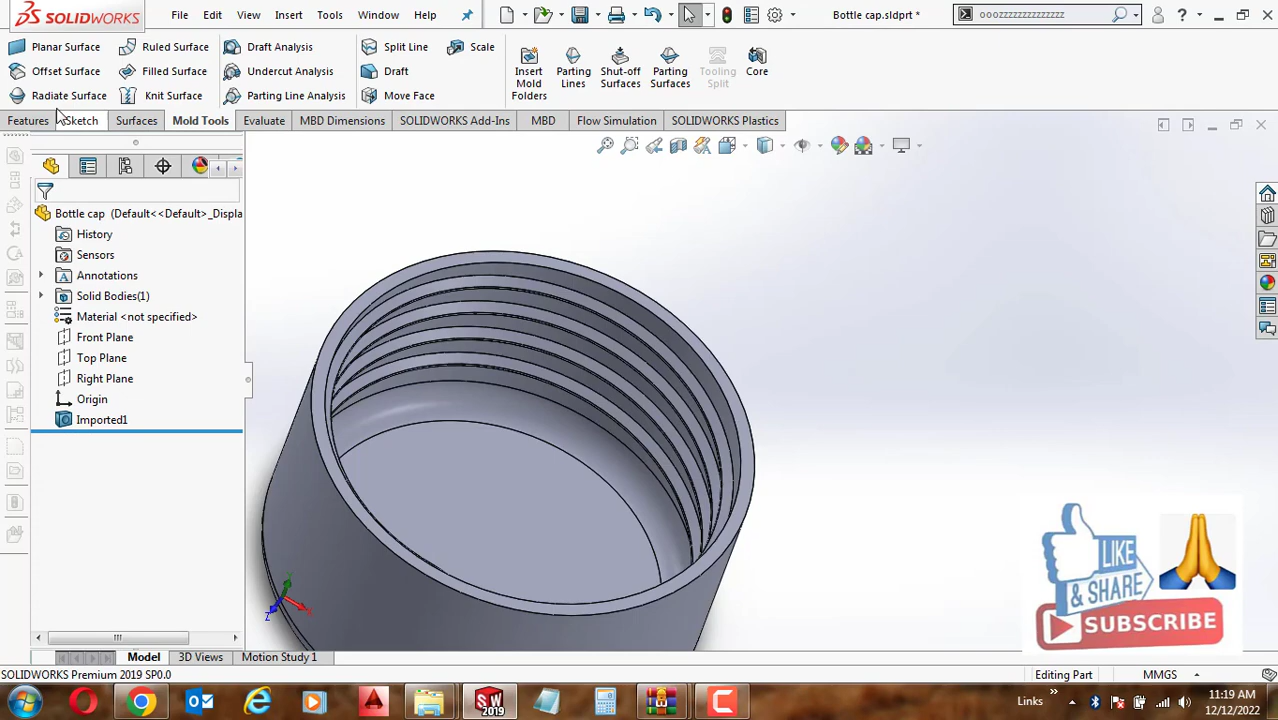 SOLIDWORKS
File Edit View Insert Tools Window Help
Bottle cap.sldprt *
ooozzzzzzzzzzzzzz
Planar Surface Ruled Surface Draft Analysis Split Line Scale
Offset Surface Filled Surface Undercut Analysis Draft
Radiate Surface Knit Surface Parting Line Analysis Move Face
Insert Mold Folders
Parting Lines
Shut-off Surfaces
Parting Surfaces
Tooling Split
Core
Features Sketch Surfaces Mold Tools Evaluate MBD Dimensions SOLIDWORKS Add-Ins MBD Flow Simulation SOLIDWORKS Plastics
Bottle cap (Default<<Default>_Displa
History
Sensors
Annotations
Solid Bodies(1)
Material <not specified>
Front Plane
Top Plane
Right Plane
Origin
Imported1
LIKE
& SHARE
SUBSCRIBE
Model 3D Views Motion Study 1
SOLIDWORKS Premium 2019 SP0.0
Editing Part MMGS
SW
2019
Links
11:19 AM
12/12/2022